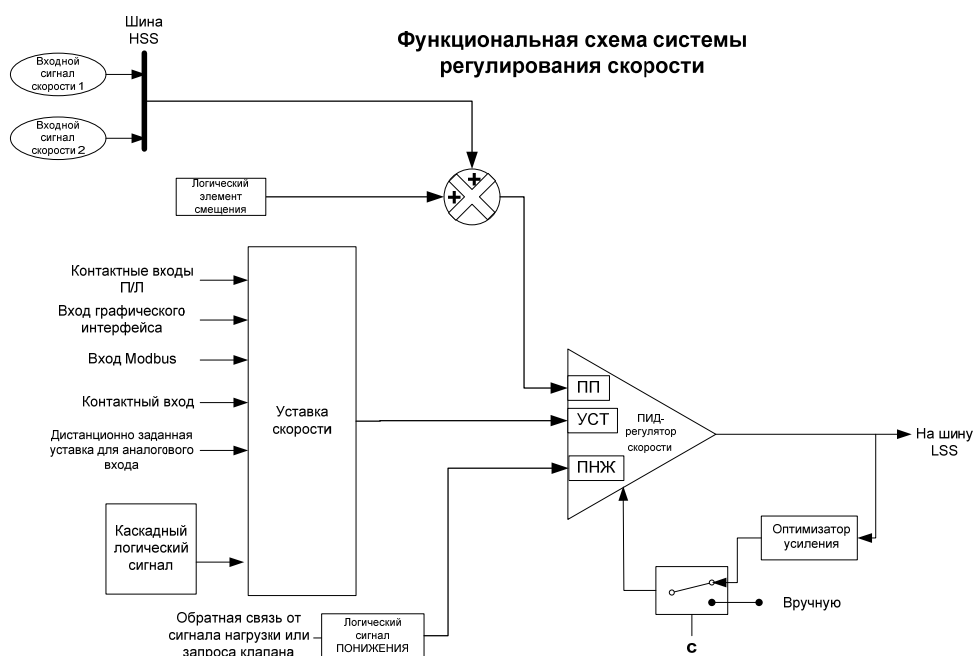 Шина
HSS
Функциональная схема системы
регулирования скорости
Входной
сигнал
скорости 1
Входной
сигнал
скорости 2
Логический
элемент
смещения
Контактные входы
П/Л
Вход графического
интерфейса
Вход Modbus
Контактный вход
Дистанционно заданная
уставка для аналогового
входа
Каскадный
логический
сигнал
Уставка
скорости
ПП
УСТ
ПНЖ
ПИД-
регулятор
скорости
На шину
LSS
Оптимизатор
усиления
Вручную
с
Обратная связь от
сигнала нагрузки или
запроса клапана
Логический
сигнал
ПОНИЖЕНИЯ